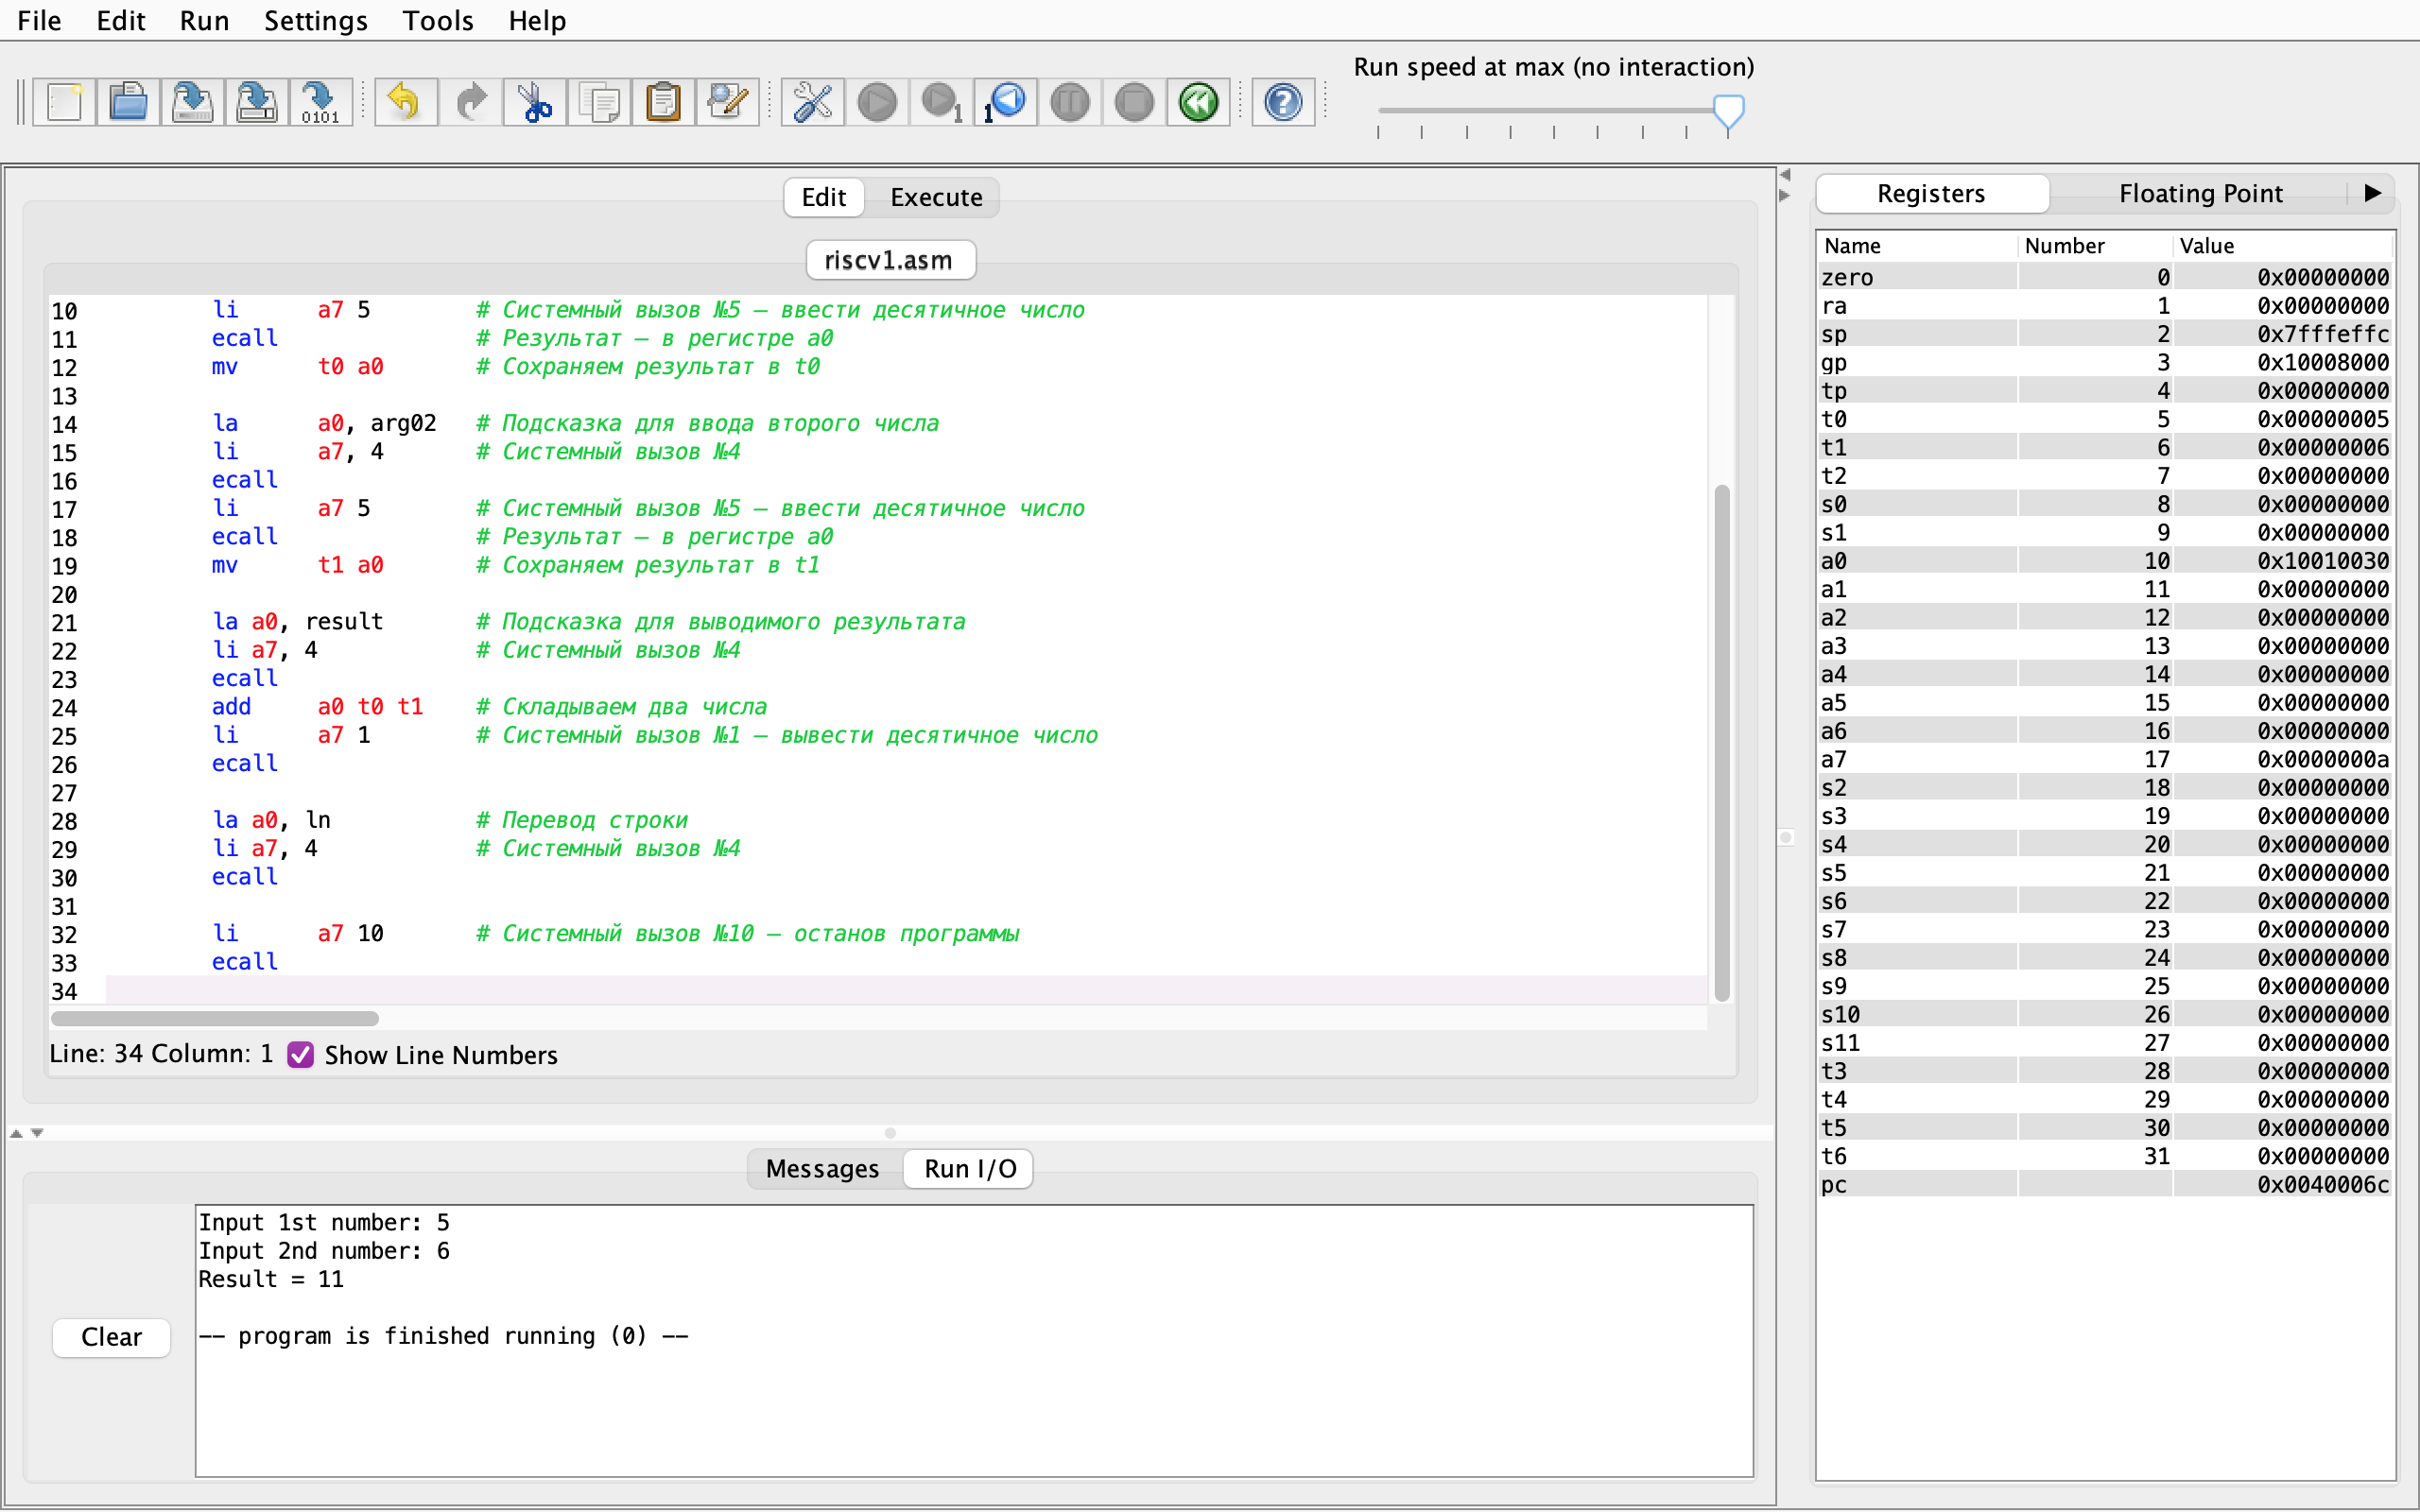 File Edit Run Settings Tools Help
Run speed at max (no interaction)
0101
1
1
Edit Execute
riscv1.asm
10 li a7 5 # Системный вызов №5 — ввести десятичное число
11 ecall # Результат — в регистре a0
12 mv t0 a0 # Сохраняем результат в t0
13
14 la a0, arg02 # Подсказка для ввода второго числа
15 li a7, 4 # Системный вызов №4
16 ecall
17 li a7 5 # Системный вызов №5 — ввести десятичное число
18 ecall # Результат — в регистре a0
19 mv t1 a0 # Сохраняем результат в t1
20
21 la a0, result # Подсказка для выводимого результата
22 li a7, 4 # Системный вызов №4
23 ecall
24 add a0 t0 t1 # Складываем два числа
25 li a7 1 # Системный вызов №1 — вывести десятичное число
26 ecall
27
28 la a0, ln # Перевод строки
29 li a7, 4 # Системный вызов №4
30 ecall
31
32 li a7 10 # Системный вызов №10 — останов программы
33 ecall
34
Line: 34 Column: 1 Show Line Numbers
Messages Run I/O
Input 1st number: 5
Input 2nd number: 6
Result = 11
-- program is finished running (0) --
Clear
Registers Floating Point
Name Number Value
zero 0 0x00000000
ra 1 0x00000000
sp 2 0x7fffeffc
gp 3 0x10008000
tp 4 0x00000000
t0 5 0x00000005
t1 6 0x00000006
t2 7 0x00000000
s0 8 0x00000000
s1 9 0x00000000
a0 10 0x10010030
a1 11 0x00000000
a2 12 0x00000000
a3 13 0x00000000
a4 14 0x00000000
a5 15 0x00000000
a6 16 0x00000000
a7 17 0x0000000a
s2 18 0x00000000
s3 19 0x00000000
s4 20 0x00000000
s5 21 0x00000000
s6 22 0x00000000
s7 23 0x00000000
s8 24 0x00000000
s9 25 0x00000000
s10 26 0x00000000
s11 27 0x00000000
t3 28 0x00000000
t4 29 0x00000000
t5 30 0x00000000
t6 31 0x00000000
pc 0x0040006c